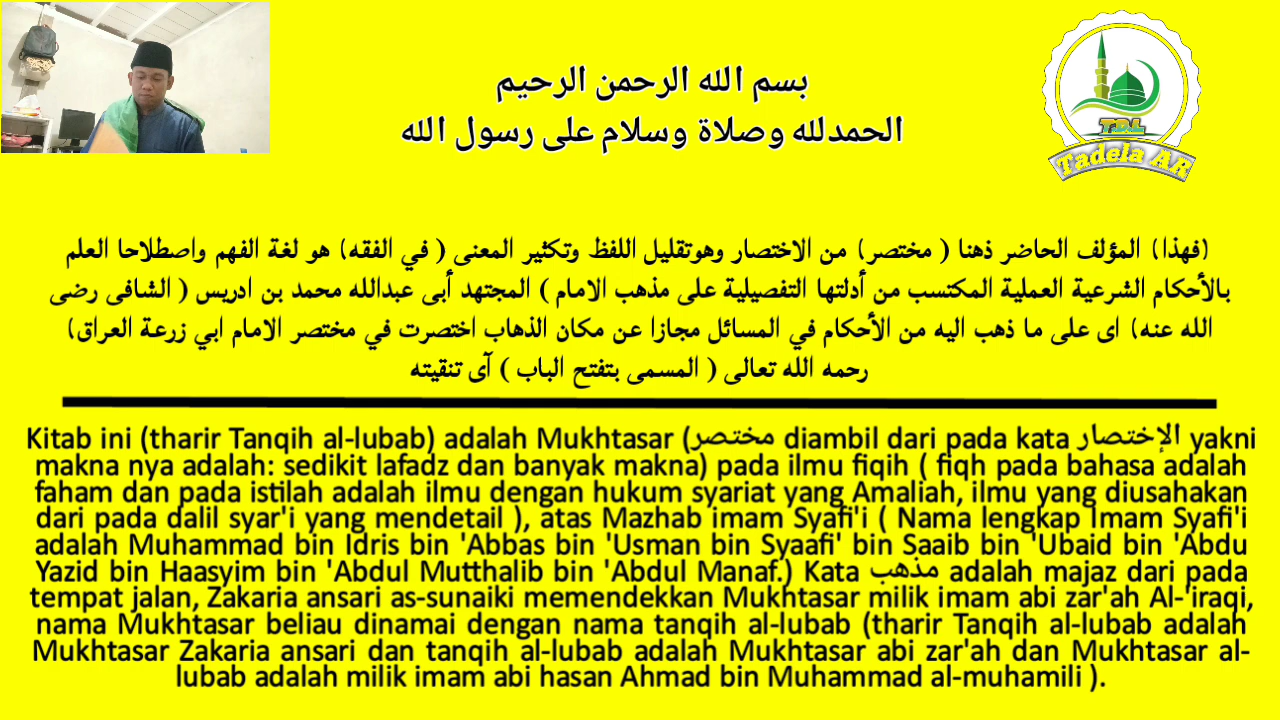 بسم الله الرحمن الرحيم
الحمدلله وصلاة وسلام على رسول الله
TDL
Tadela AR
(فهذا) المؤلف الحاضر ذهنا ( مختصر) من الاختصار وهوتقليل اللفظ وتكثير المعنى ( في الفقه) هو لغة الفهم واصطلاحا العلم
بالأحكام الشرعية العملية المكتسب من أدلتها التفصيلية على مذهب الامام ) المجتهد أبى عبدالله محمد بن ادريس ( الشافى رضى
الله عنه) اى على ما ذهب اليه من الأحكام في المسائل مجازا عن مكان الذهاب اختصرت في مختصر الامام ابي زرعة العراق)
رحمه الله تعالى ( المسمى بتفتح الباب ) آى تنقيته
Kitab ini (tharir Tanqih al-lubab) adalah Mukhtasar (مختصر diambil dari pada kata الإختصار yakni
makna nya adalah: sedikit lafadz dan banyak makna) pada ilmu fiqih ( fiqh pada bahasa adalah
faham dan pada istilah adalah ilmu dengan hukum syariat yang Amaliah, ilmu yang diusahakan
dari pada dalil syar'i yang mendetail ), atas Mazhab imam Syafi'i ( Nama lengkap Imam Syafi'i
adalah Muhammad bin Idris bin 'Abbas bin 'Usman bin Syaafi' bin Saaib bin 'Ubaid bin 'Abdu
Yazid bin Haasyim bin 'Abdul Mutthalib bin 'Abdul Manaf.) Kata مذهب adalah majaz dari pada
tempat jalan, Zakaria ansari as-sunaiki memendekkan Mukhtasar milik imam abi zar'ah Al-'iraqi,
nama Mukhtasar beliau dinamai dengan nama tanqih al-lubab (tharir Tanqih al-lubab adalah
Mukhtasar Zakaria ansari dan tanqih al-lubab adalah Mukhtasar abi zar'ah dan Mukhtasar al-
lubab adalah milik imam abi hasan Ahmad bin Muhammad al-muhamili ).